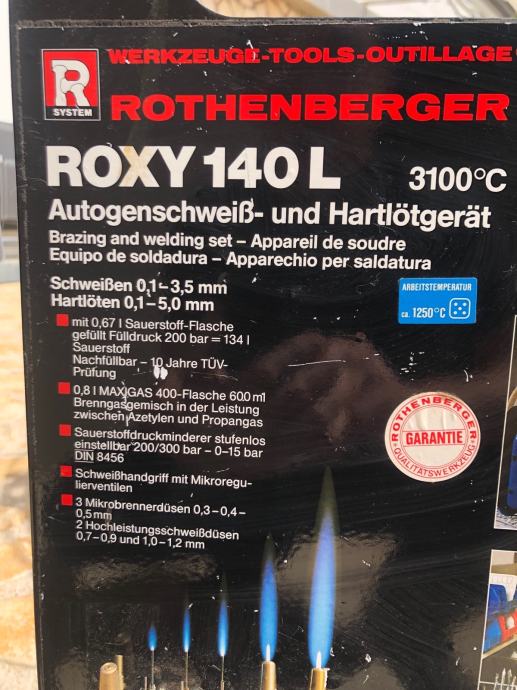 WERKZEUGE-TOOLS-OUTILLAGE
R
SYSTEM
ROTHENBERGER
ROXY 140 L
3100°C
Autogenschweiß- und Hartlötgerät
Brazing and welding set – Appareil de soudre
Equipo de soldadura – Apparechio per saldatura
Schweißen 0,1–3,5 mm
Hartlöten 0,1–5,0 mm
ARBEITSTEMPERATUR
ca. 1250°C
mit 0,67 l Sauerstoff-Flasche
gefüllt Fülldruck 200 bar = 134 l
Sauerstoff
Nachfüllbar – 10 Jahre TÜV-
Prüfung
0,8 l MAXIGAS 400-Flasche 600 ml
Brenngasgemisch in der Leistung
zwischen Azetylen und Propangas
Sauerstoffdruckminderer stufenlos
einstellbar 200/300 bar – 0–15 bar
DIN 8456
Schweißhandgriff mit Mikroregu-
lierventilen
3 Mikrobrennerdüsen 0,3–0,4–
0,5 mm
2 Hochleistungsschweißdüsen
0,7–0,9 und 1,0–1,2 mm
ROTHENBERGER
GARANTIE
QUALITÄTSWERKZEUGE